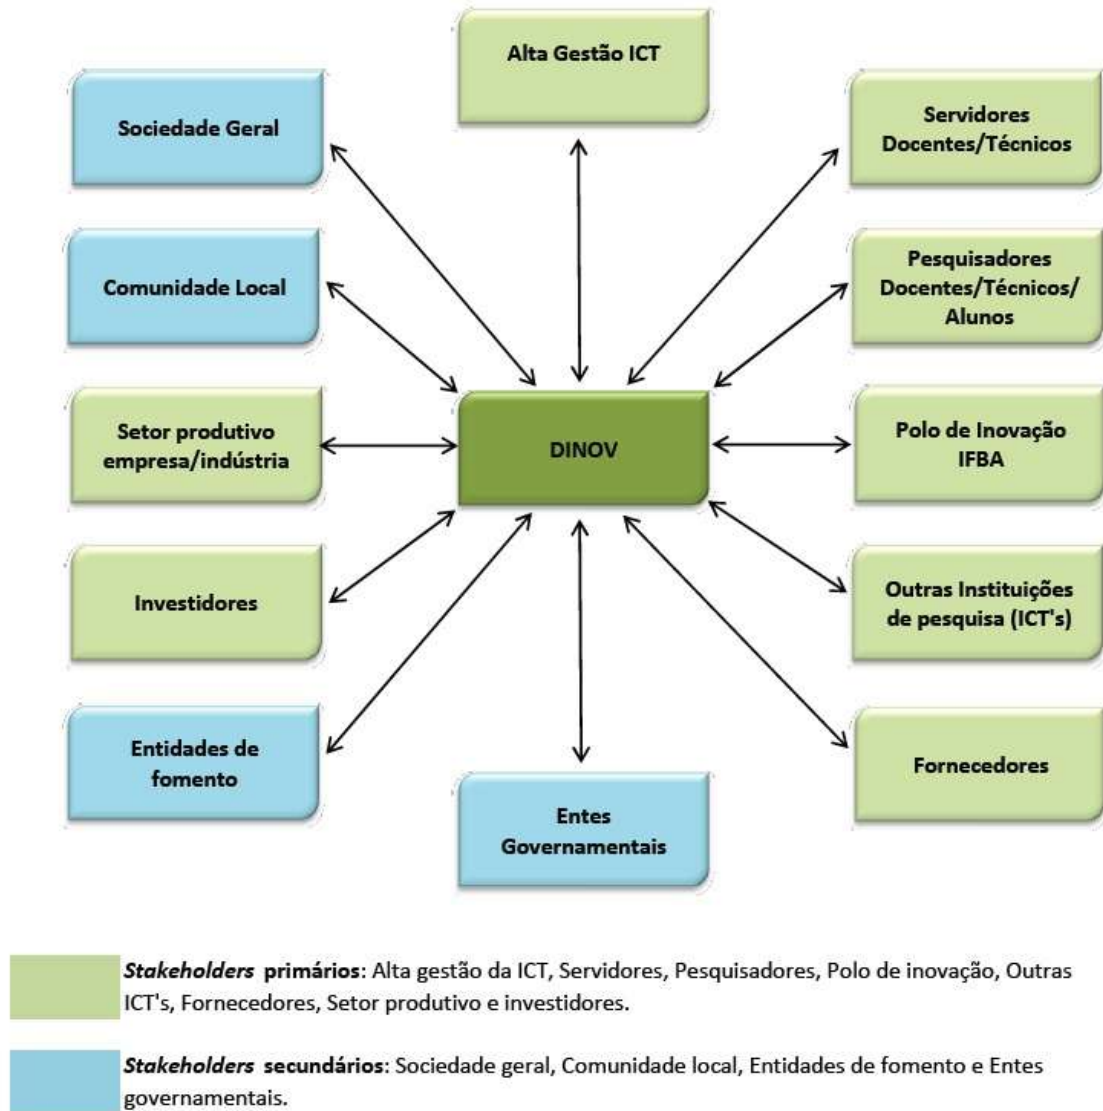 Alta Gestão ICT
Sociedade Geral
Servidores
Docentes/Técnicos
Comunidade Local
Pesquisadores
Docentes/Técnicos/
Alunos
Setor produtivo
empresa/indústria
DINOV
Polo de Inovação
IFBA
Investidores
Outras Instituições
de pesquisa (ICT's)
Entidades de
fomento
Entes
Governamentais
Fornecedores
Stakeholders primários: Alta gestão da ICT, Servidores, Pesquisadores, Polo de inovação, Outras
ICT's, Fornecedores, Setor produtivo e investidores.
Stakeholders secundários: Sociedade geral, Comunidade local, Entidades de fomento e Entes
governamentais.